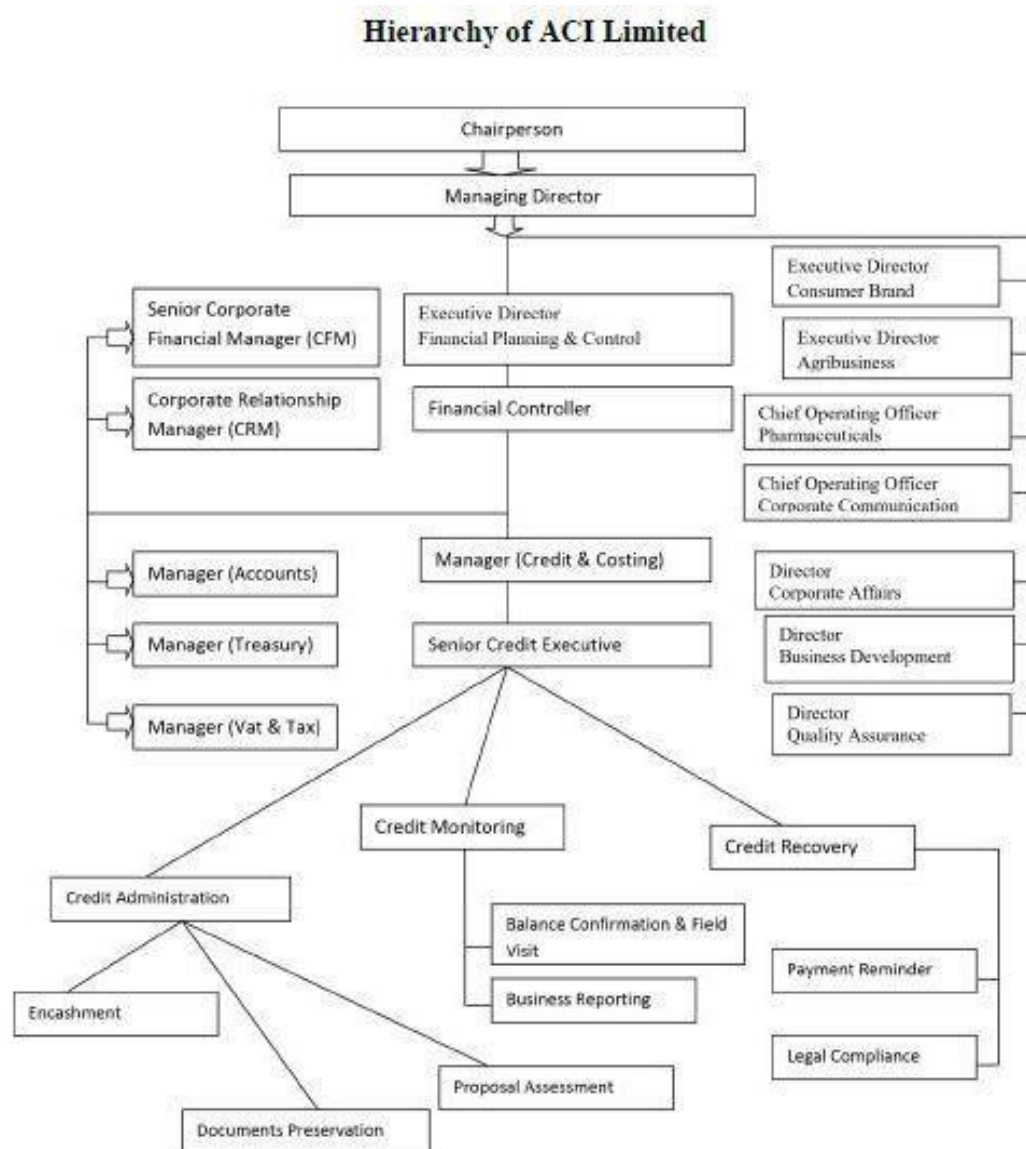 Hierarchy of ACI Limited
Chairperson
Managing Director
Executive Director
Consumer Brand
Senior Corporate
Financial Manager (CFM)
Executive Director
Financial Planning & Control
Executive Director
Agribusiness
Corporate Relationship
Manager (CRM)
Financial Controller
Chief Operating Officer
Pharmaceuticals
Chief Operating Officer
Corporate Communication
Manager (Accounts)
Manager (Credit & Costing)
Director
Corporate Affairs
Manager (Treasury)
Senior Credit Executive
Director
Business Development
Manager (Vat & Tax)
Director
Quality Assurance
Credit Monitoring
Credit Recovery
Credit Administration
Balance Confirmation & Field
Visit
Payment Reminder
Encashment
Business Reporting
Legal Compliance
Proposal Assessment
Documents Preservation